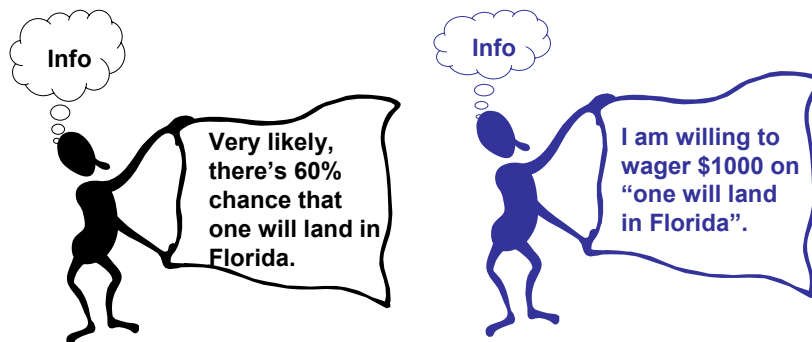 Info
Very likely,
there's 60%
chance that
one will land in
Florida.
Info
I am willing to
wager $1000 on
“one will land
in Florida”.